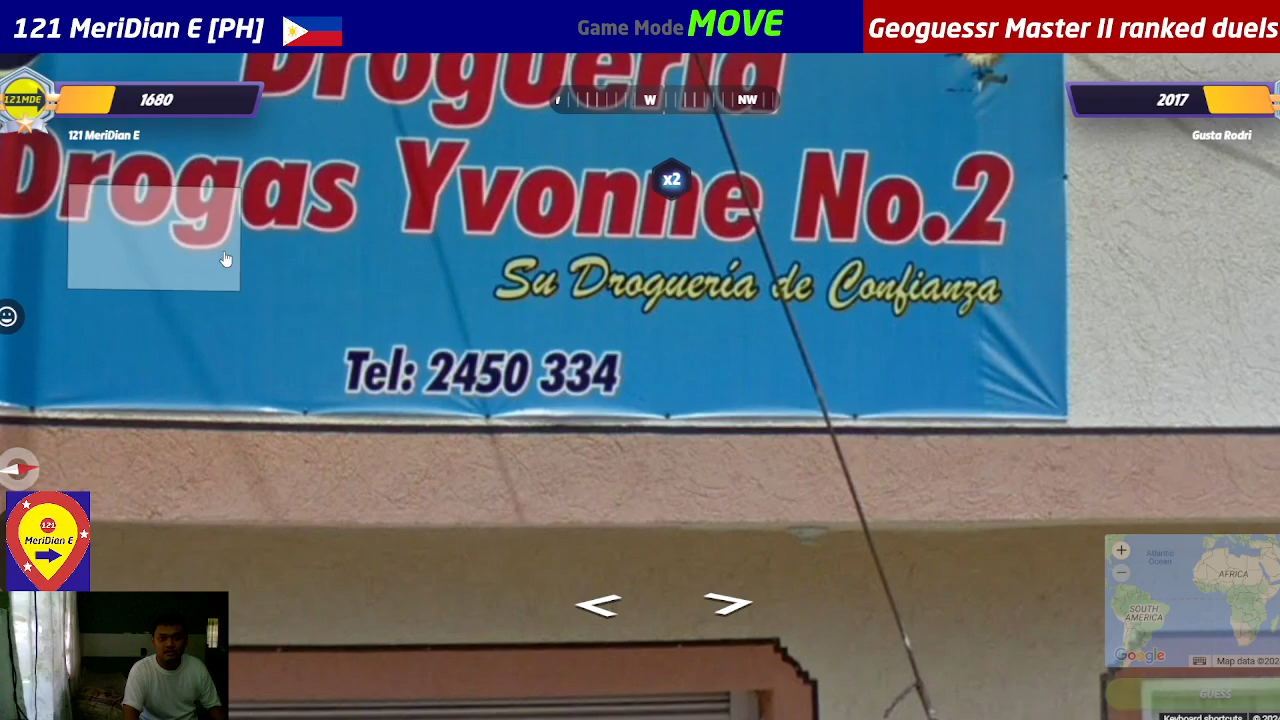 121 MeriDian E [PH]
Game Mode MOVE
Geoguessr Master II ranked duels
Droguería
W
NW
121MDE
1680
121 MeriDian E
2017
Gusta Rodri
x2
Drogas Yvonne No.2
Su Droguería de Confianza
Tel: 2450 334
121
MeriDian E
Atlantic
Ocean
AFRICA
SOUTH
AMERICA
Google
Map data ©202
GUESS
Keyboard shortcuts